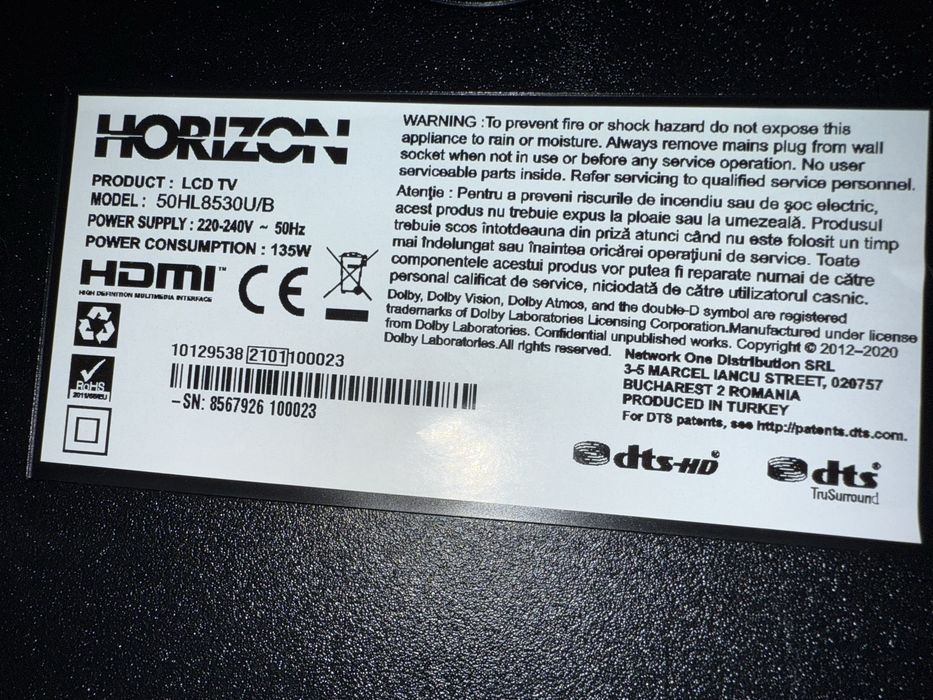 HORIZON
PRODUCT : LCD TV
MODEL : 50HL8530U/B
POWER SUPPLY : 220-240V ~ 50Hz
POWER CONSUMPTION : 135W
HDMI™
HIGH DEFINITION MULTIMEDIA INTERFACE
CE
RoHS
2011/65/EU
10129538 2101 100023
-SN: 8567926 100023
WARNING :To prevent fire or shock hazard do not expose this
appliance to rain or moisture. Always remove mains plug from wall
socket when not in use or before any service operation. No user
serviceable parts inside. Refer servicing to qualified service personnel.
Atenţie : Pentru a preveni riscurile de incendiu sau de şoc electric,
acest produs nu trebuie expus la ploaie sau la umezeală. Produsul
trebuie scos întotdeauna din priză atunci când nu este folosit un timp
mai îndelungat sau înaintea oricărei operaţiuni de service. Toate
componentele acestui produs vor putea fi reparate numai de către
personal calificat de service, niciodată de către utilizatorul casnic.
Dolby, Dolby Vision, Dolby Atmos, and the double-D symbol are registered
trademarks of Dolby Laboratories Licensing Corporation.Manufactured under license
from Dolby Laboratories. Confidential unpublished works. Copyright © 2012–2020
Dolby Laboratories.All rights reserved.
Network One Distribution SRL
3-5 MARCEL IANCU STREET, 020757
BUCHAREST 2 ROMANIA
PRODUCED IN TURKEY
For DTS patents, see http://patents.dts.com.
dts-HD®
dts®
TruSurround